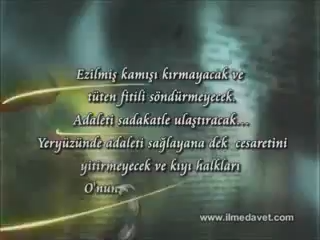 Ezilmiş kamışı kırmayacak ve
tüten fitili söndürmeyecek.
Adaleti sadakatle ulaştıracak...
Yeryüzünde adaleti sağlayana dek cesaretini
yitirmeyecek ve kıyı halkları
O'nun
www.ilmedavet.com